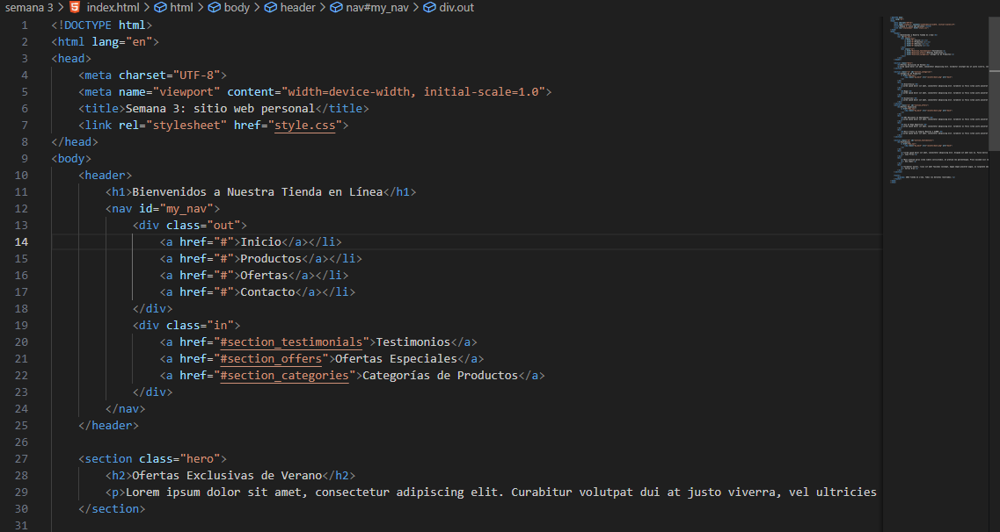 semana 3 > index.html > html > body > header > nav#my_nav > div.out
1 <!DOCTYPE html>
2 <html lang="en">
3 <head>
4 <meta charset="UTF-8">
5 <meta name="viewport" content="width=device-width, initial-scale=1.0">
6 <title>Semana 3: sitio web personal</title>
7 <link rel="stylesheet" href="style.css">
8 </head>
9 <body>
10 <header>
11 <h1>Bienvenidos a Nuestra Tienda en Línea</h1>
12 <nav id="my_nav">
13 <div class="out">
14 <a href="#">Inicio</a></li>
15 <a href="#">Productos</a></li>
16 <a href="#">Ofertas</a></li>
17 <a href="#">Contacto</a></li>
18 </div>
19 <div class="in">
20 <a href="#section_testimonials">Testimonios</a>
21 <a href="#section_offers">Ofertas Especiales</a>
22 <a href="#section_categories">Categorías de Productos</a>
23 </div>
24 </nav>
25 </header>
26
27 <section class="hero">
28 <h2>Ofertas Exclusivas de Verano</h2>
29 <p>Lorem ipsum dolor sit amet, consectetur adipiscing elit. Curabitur volutpat dui at justo viverra, vel ultricies
30 </section>
31